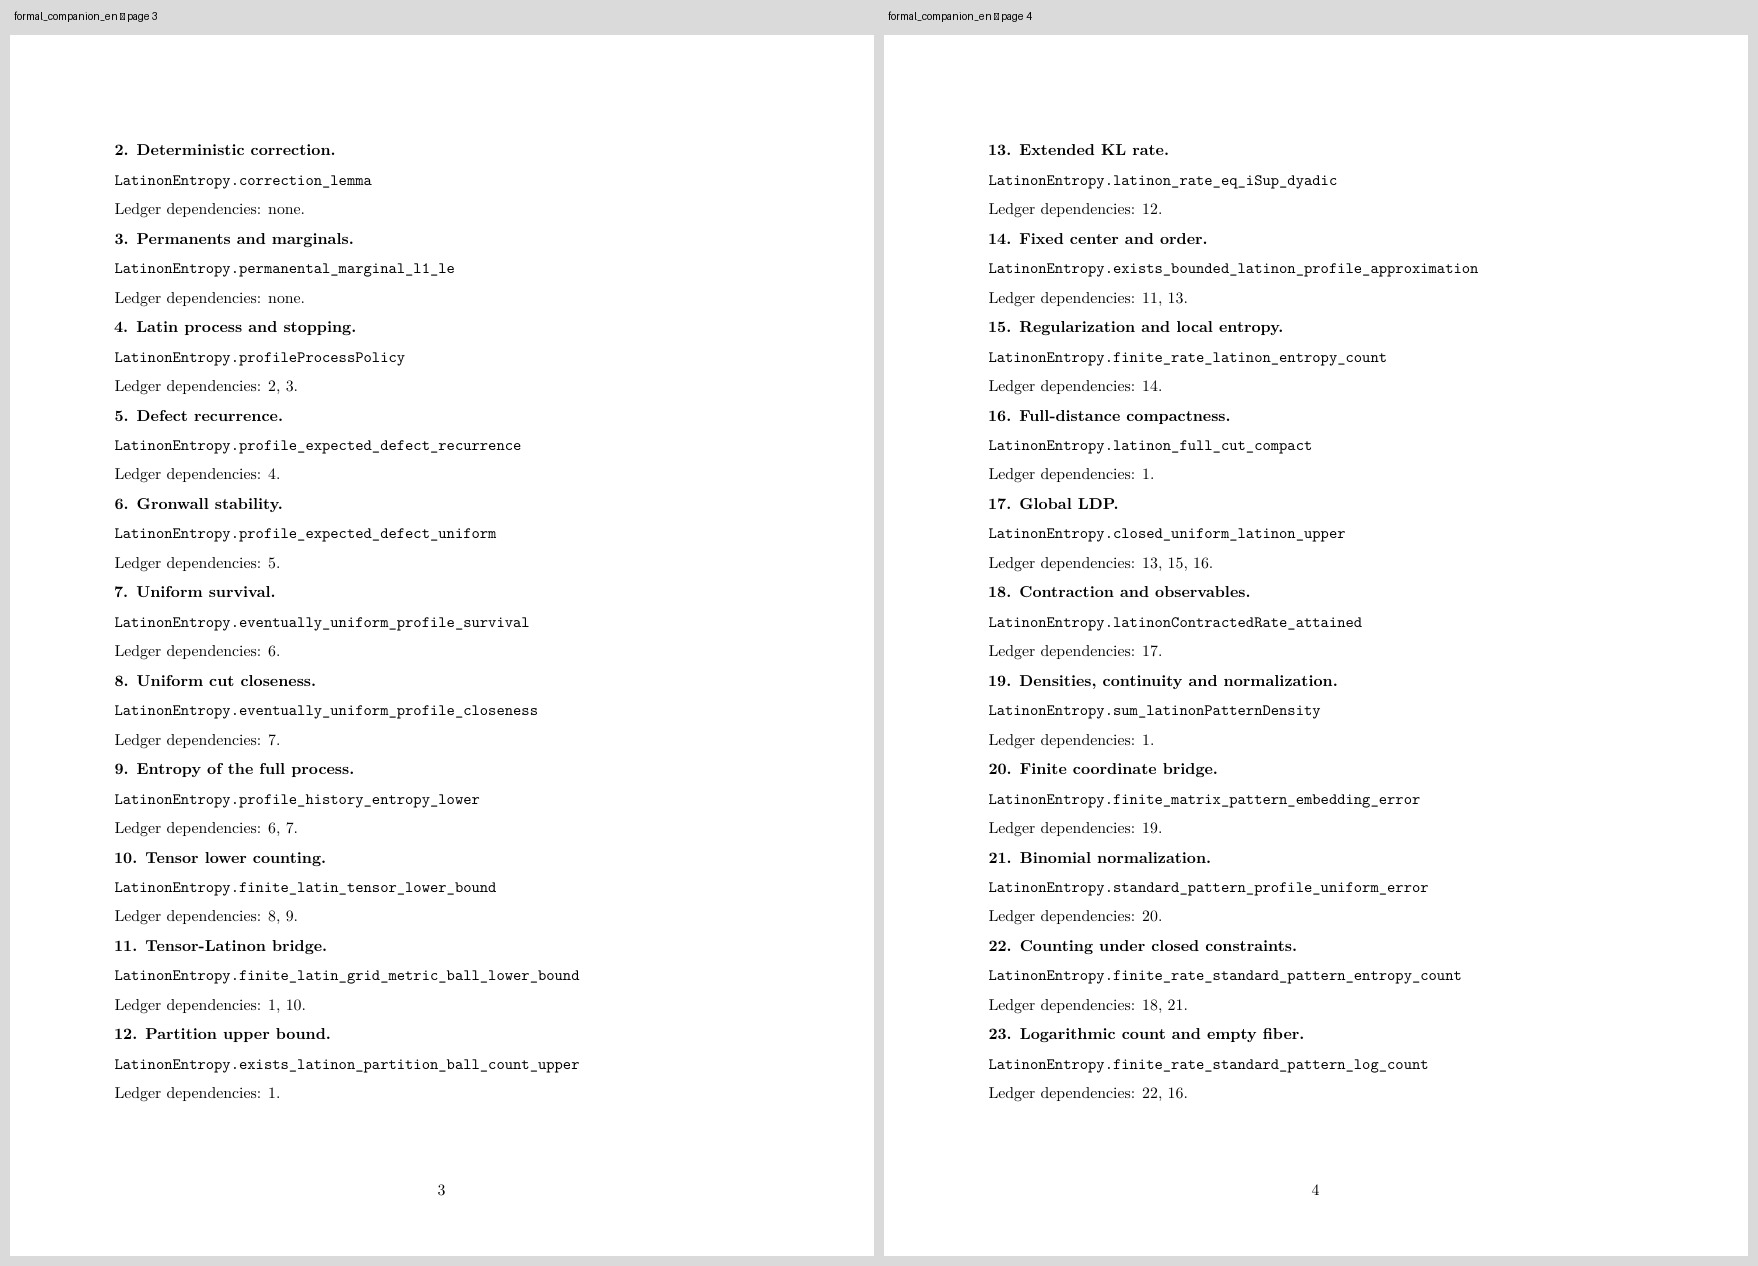 formal_companion_en page 3
2. Deterministic correction.
LatinonEntropy.correction_lemma
Ledger dependencies: none.
3. Permanents and marginals.
LatinonEntropy.permanental_marginal_l1_le
Ledger dependencies: none.
4. Latin process and stopping.
LatinonEntropy.profileProcessPolicy
Ledger dependencies: 2, 3.
5. Defect recurrence.
LatinonEntropy.profile_expected_defect_recurrence
Ledger dependencies: 4.
6. Gronwall stability.
LatinonEntropy.profile_expected_defect_uniform
Ledger dependencies: 5.
7. Uniform survival.
LatinonEntropy.eventually_uniform_profile_survival
Ledger dependencies: 6.
8. Uniform cut closeness.
LatinonEntropy.eventually_uniform_profile_closeness
Ledger dependencies: 7.
9. Entropy of the full process.
LatinonEntropy.profile_history_entropy_lower
Ledger dependencies: 6, 7.
10. Tensor lower counting.
LatinonEntropy.finite_latin_tensor_lower_bound
Ledger dependencies: 8, 9.
11. Tensor-Latinon bridge.
LatinonEntropy.finite_latin_grid_metric_ball_lower_bound
Ledger dependencies: 1, 10.
12. Partition upper bound.
LatinonEntropy.exists_latinon_partition_ball_count_upper
Ledger dependencies: 1.
3
formal_companion_en page 4
13. Extended KL rate.
LatinonEntropy.latinon_rate_eq_iSup_dyadic
Ledger dependencies: 12.
14. Fixed center and order.
LatinonEntropy.exists_bounded_latinon_profile_approximation
Ledger dependencies: 11, 13.
15. Regularization and local entropy.
LatinonEntropy.finite_rate_latinon_entropy_count
Ledger dependencies: 14.
16. Full-distance compactness.
LatinonEntropy.latinon_full_cut_compact
Ledger dependencies: 1.
17. Global LDP.
LatinonEntropy.closed_uniform_latinon_upper
Ledger dependencies: 13, 15, 16.
18. Contraction and observables.
LatinonEntropy.latinonContractedRate_attained
Ledger dependencies: 17.
19. Densities, continuity and normalization.
LatinonEntropy.sum_latinonPatternDensity
Ledger dependencies: 1.
20. Finite coordinate bridge.
LatinonEntropy.finite_matrix_pattern_embedding_error
Ledger dependencies: 19.
21. Binomial normalization.
LatinonEntropy.standard_pattern_profile_uniform_error
Ledger dependencies: 20.
22. Counting under closed constraints.
LatinonEntropy.finite_rate_standard_pattern_entropy_count
Ledger dependencies: 18, 21.
23. Logarithmic count and empty fiber.
LatinonEntropy.finite_rate_standard_pattern_log_count
Ledger dependencies: 22, 16.
4